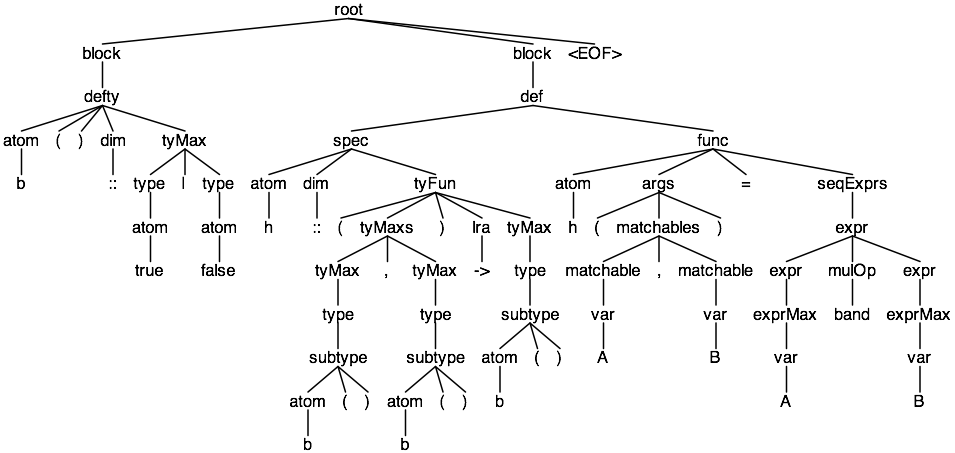 root
block block <EOF>
defty def
atom ( ) dim tyMax spec func
b :: type | type atom dim tyFun atom args = seqExprs
atom atom h :: ( tyMaxs ) lra tyMax h ( matchables ) expr
true false tyMax , tyMax -> type matchable , matchable expr mulOp expr
type type subtype var var exprMax band exprMax
subtype subtype atom ( ) A B var var
atom ( ) atom ( ) b A B
b b